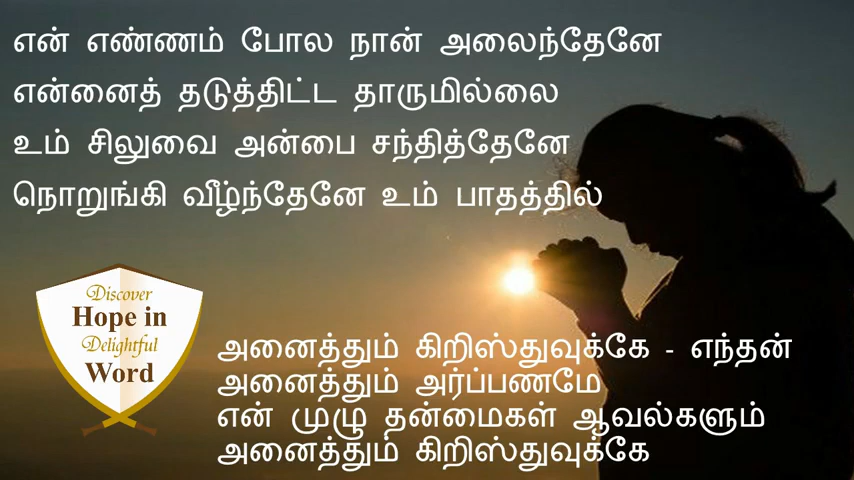 என் எண்ணம் போல நான் அலைந்தேனே
என்னைத் தடுத்திட்ட தாருமில்லை
உம் சிலுவை அன்பை சந்தித்தேனே
நொறுங்கி வீழ்ந்தேனே உம் பாதத்தில்
Discover
Hope in
Delightful
Word
அனைத்தும் கிறிஸ்துவுக்கே - எந்தன்
அனைத்தும் அர்ப்பணமே
என் முழு தன்மைகள் ஆவல்களும்
அனைத்தும் கிறிஸ்துவுக்கே